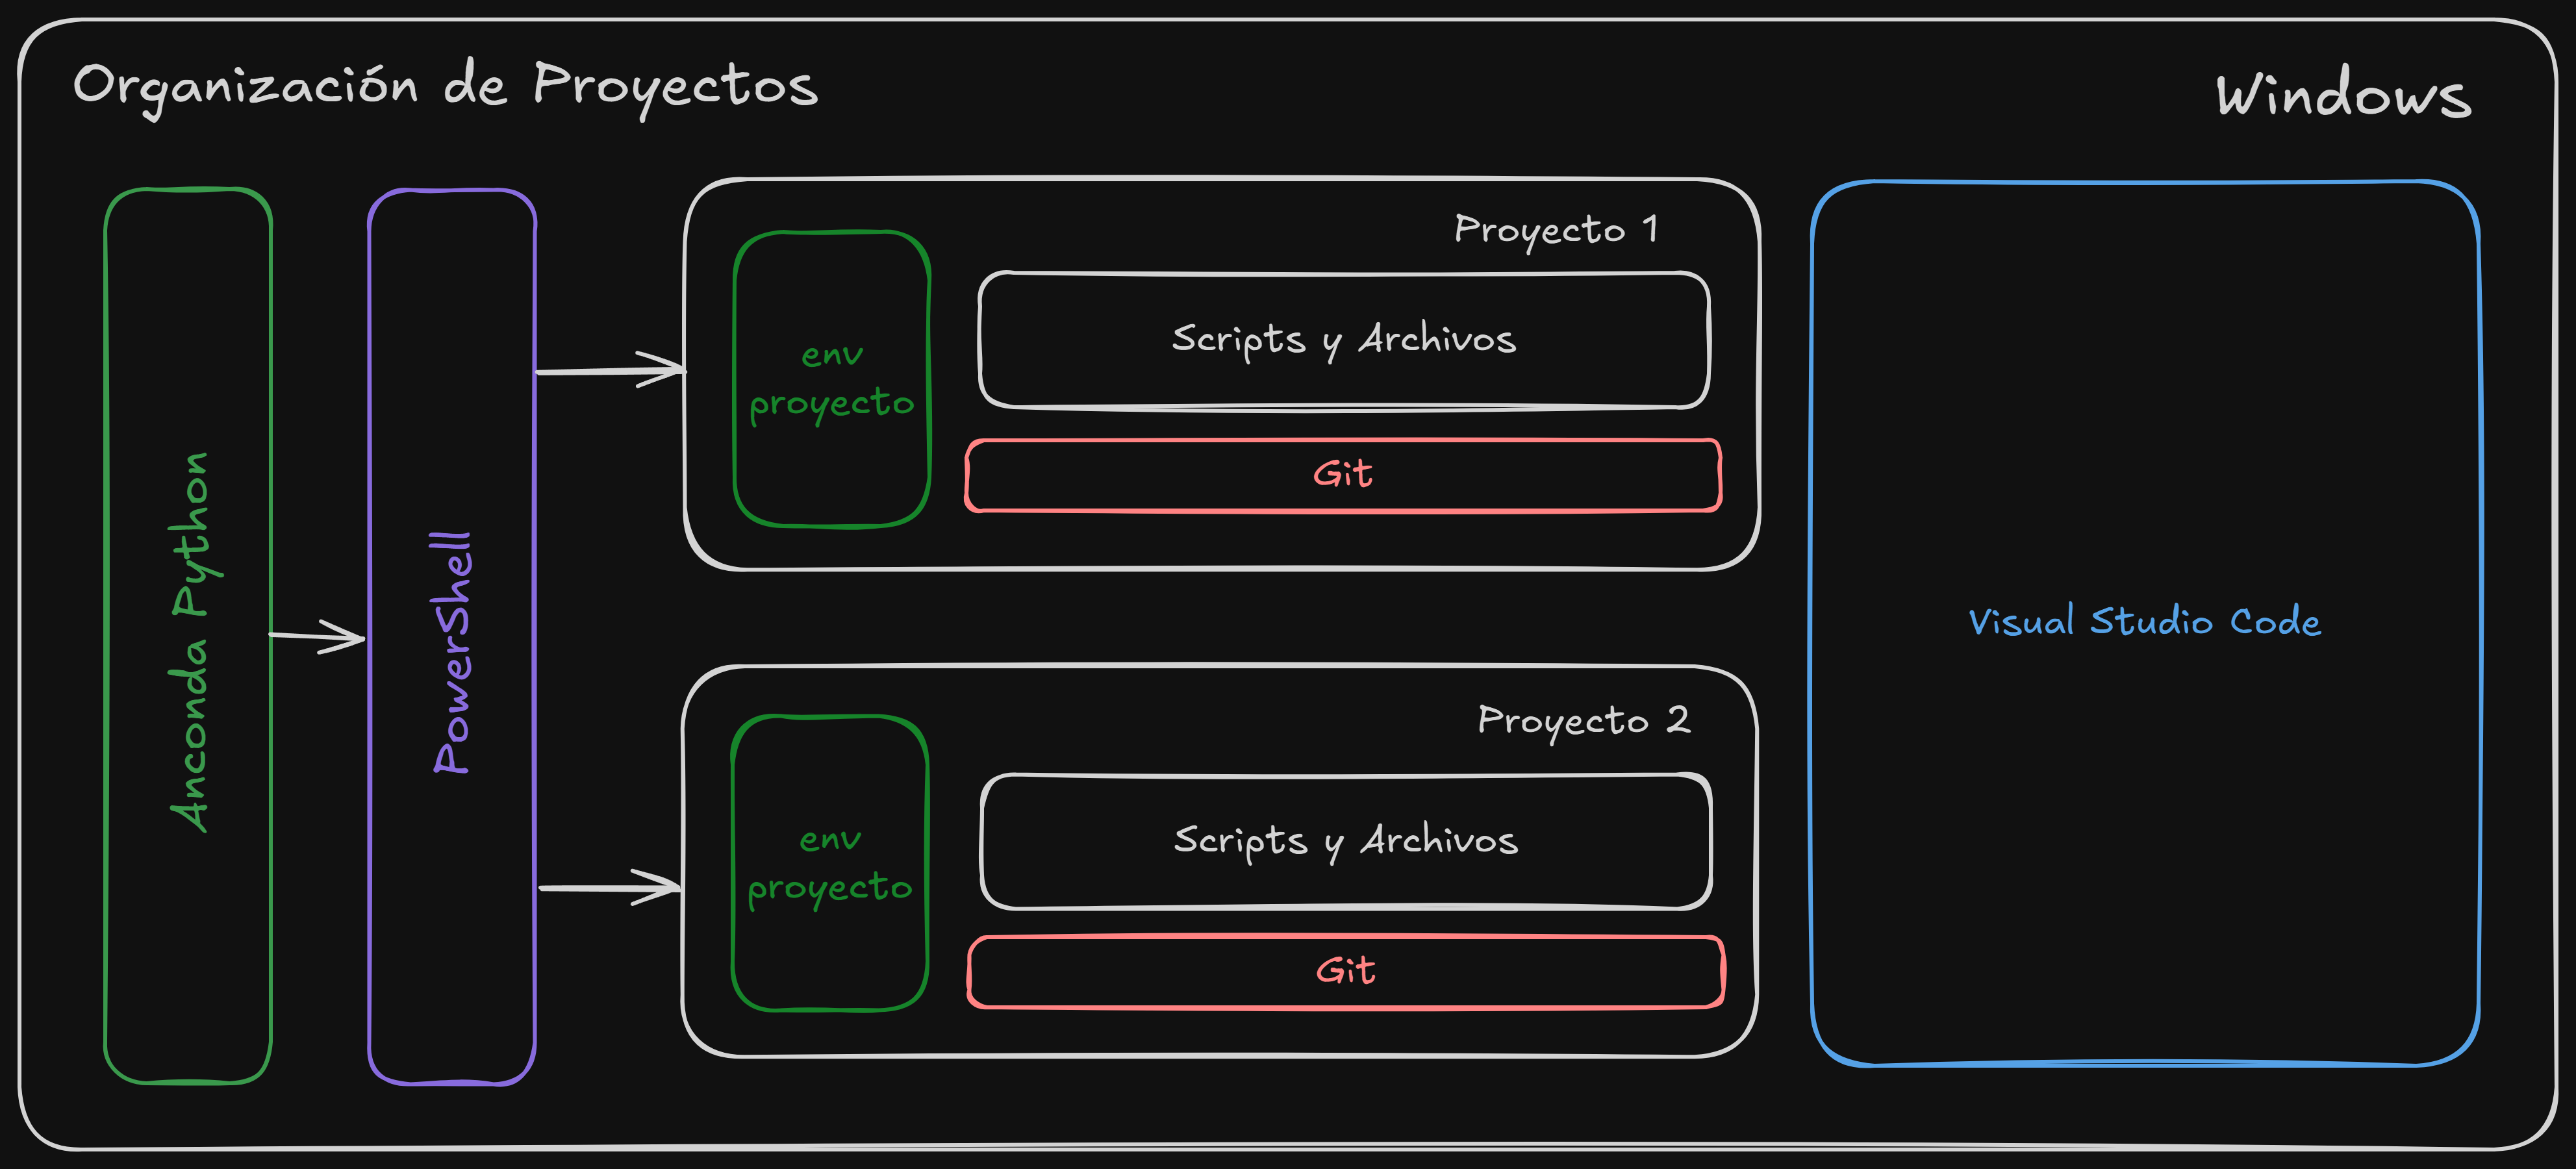 Organización de Proyectos
Windows
Anconda Python
PowerShell
Proyecto 1
env
proyecto
Scripts y Archivos
Git
Proyecto 2
env
proyecto
Scripts y Archivos
Git
Visual Studio Code